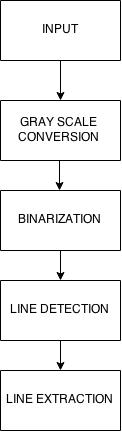 INPUT
GRAY SCALE
CONVERSION
BINARIZATION
LINE DETECTION
LINE EXTRACTION